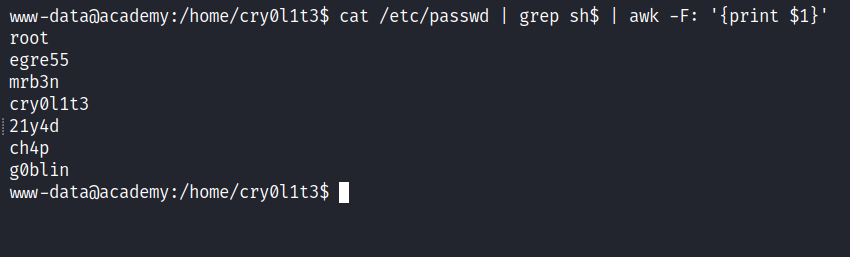 www-data@academy:/home/cry0l1t3$ cat /etc/passwd | grep sh$ | awk -F: '{print $1}'
root
egre55
mrb3n
cry0l1t3
21y4d
ch4p
g0blin
www-data@academy:/home/cry0l1t3$